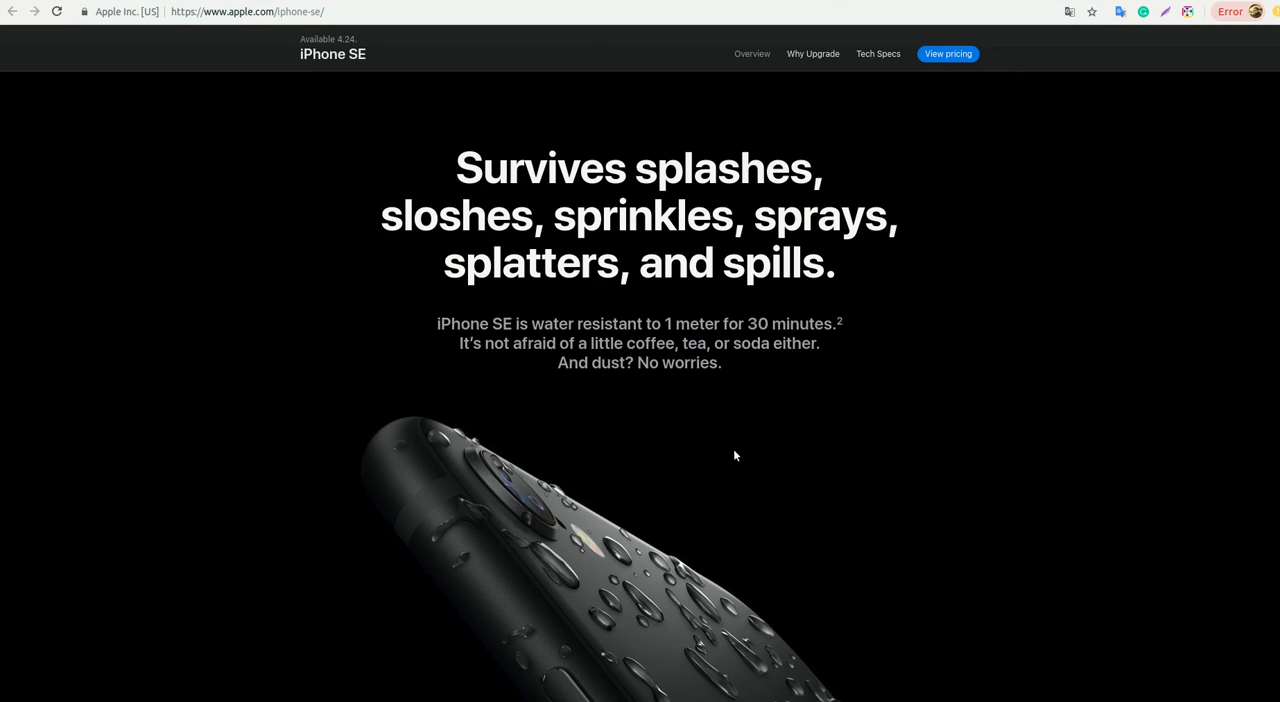 Apple Inc. [US] | https://www.apple.com/iphone-se/
Error
Available 4.24.
iPhone SE
Overview Why Upgrade Tech Specs View pricing
Survives splashes,
sloshes, sprinkles, sprays,
splatters, and spills.
iPhone SE is water resistant to 1 meter for 30 minutes.²
It’s not afraid of a little coffee, tea, or soda either.
And dust? No worries.